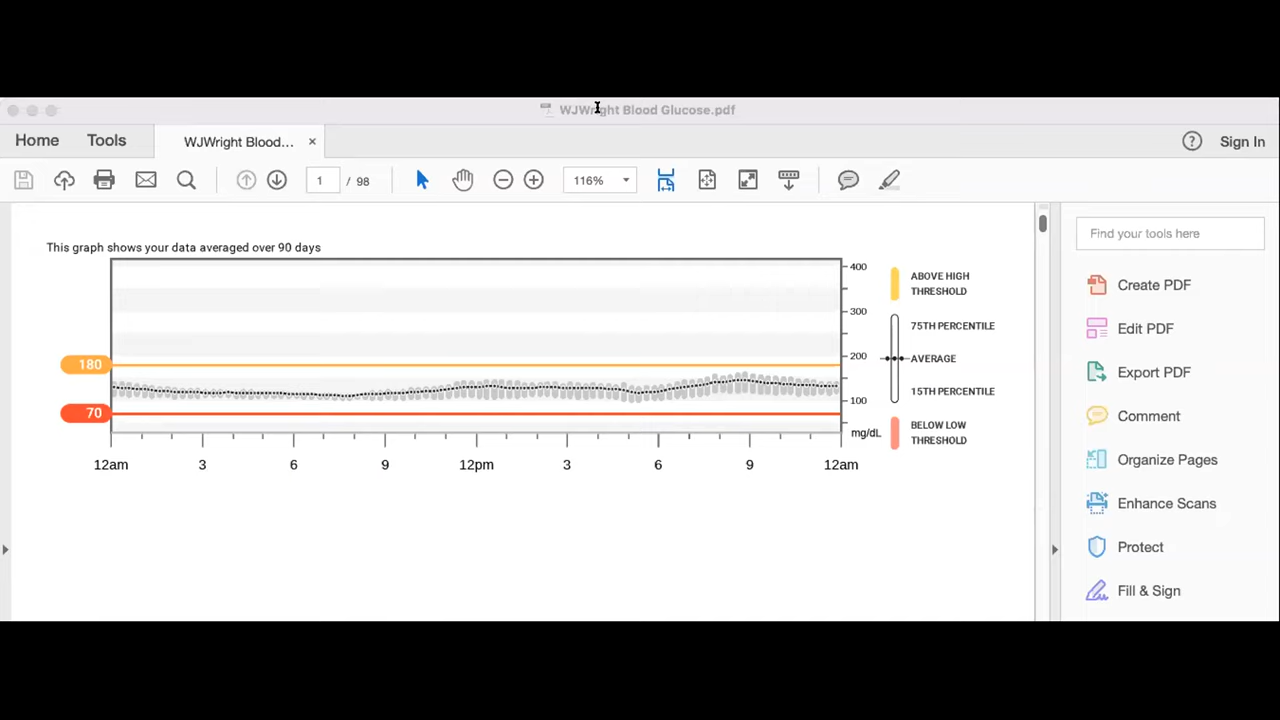 WJWright Blood Glucose.pdf
Home Tools WJWright Blood... × ? Sign In
1 / 98 116%
This graph shows your data averaged over 90 days
Find your tools here
400
300
200
100
mg/dL
180
70
12am 3 6 9 12pm 3 6 9 12am
ABOVE HIGH
THRESHOLD
75TH PERCENTILE
AVERAGE
15TH PERCENTILE
BELOW LOW
THRESHOLD
Create PDF
Edit PDF
Export PDF
Comment
Organize Pages
Enhance Scans
Protect
Fill & Sign